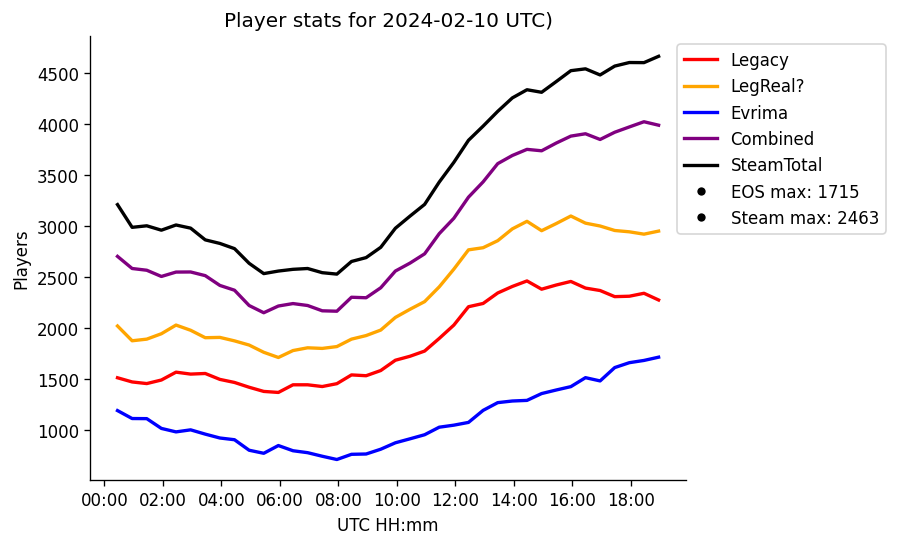 Player stats for 2024-02-10 UTC)
Players
4500
4000
3500
3000
2500
2000
1500
1000
00:00 02:00 04:00 06:00 08:00 10:00 12:00 14:00 16:00 18:00
UTC HH:mm
Legacy
LegReal?
Evrima
Combined
SteamTotal
EOS max: 1715
Steam max: 2463